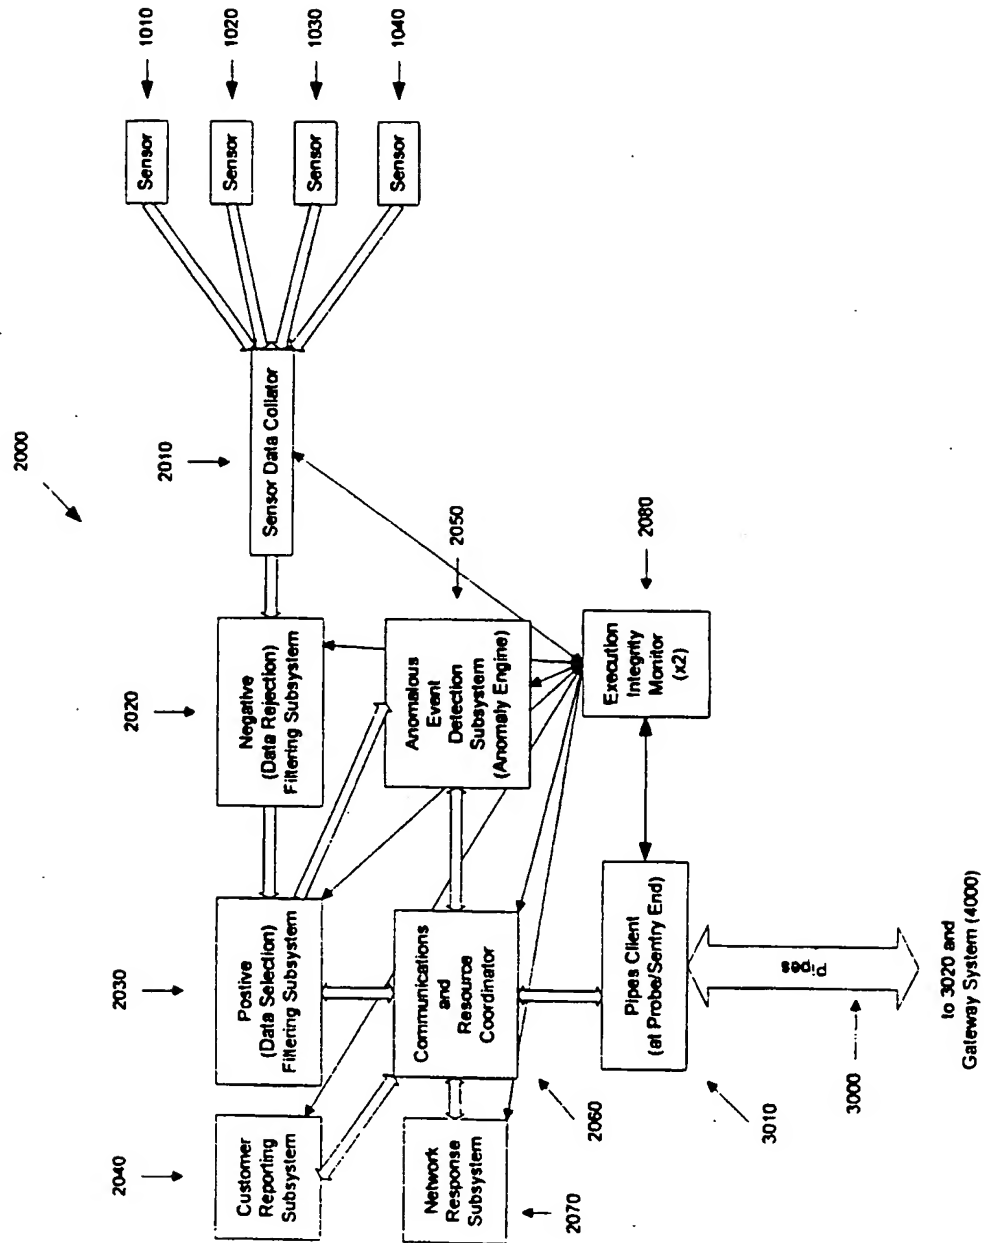 2000
1010
1020
1030
1040
Sensor
Sensor
Sensor
Sensor
2010
Sensor Data Collator
2020
Negative
(Data Rejection)
Filtering Subsystem
2030
Postive
(Data Selection)
Filtering Subsystem
2040
Customer
Reporting
Subsystem
2050
Anomalous
Event
Detection
Subsystem
(Anomaly Engine)
Communications
and
Resource
Coordinator
2060
Network
Response
Subsystem
2070
2080
Execution
Integrity
Monitor
(x2)
Pipes Client
(at Probe/Sentry End)
3010
Pipes
3000
to 3020 and
Gateway System (4000)